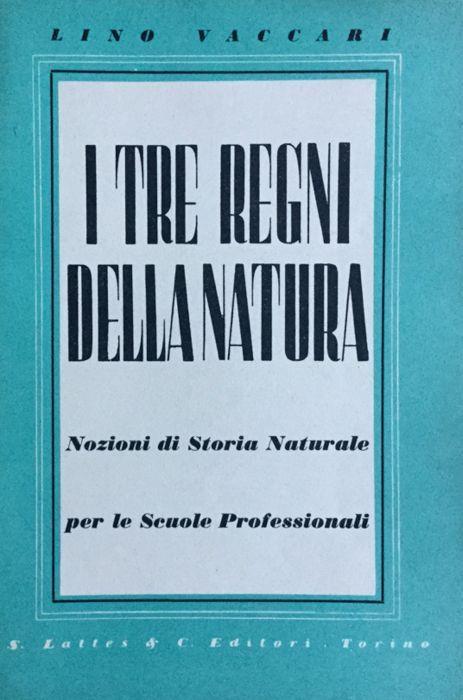 LINO VACCARI
I TRE REGNI
DELLA NATURA
Nozioni di Storia Naturale
per le Scuole Professionali
S. Lattes & C. Editori. Torino